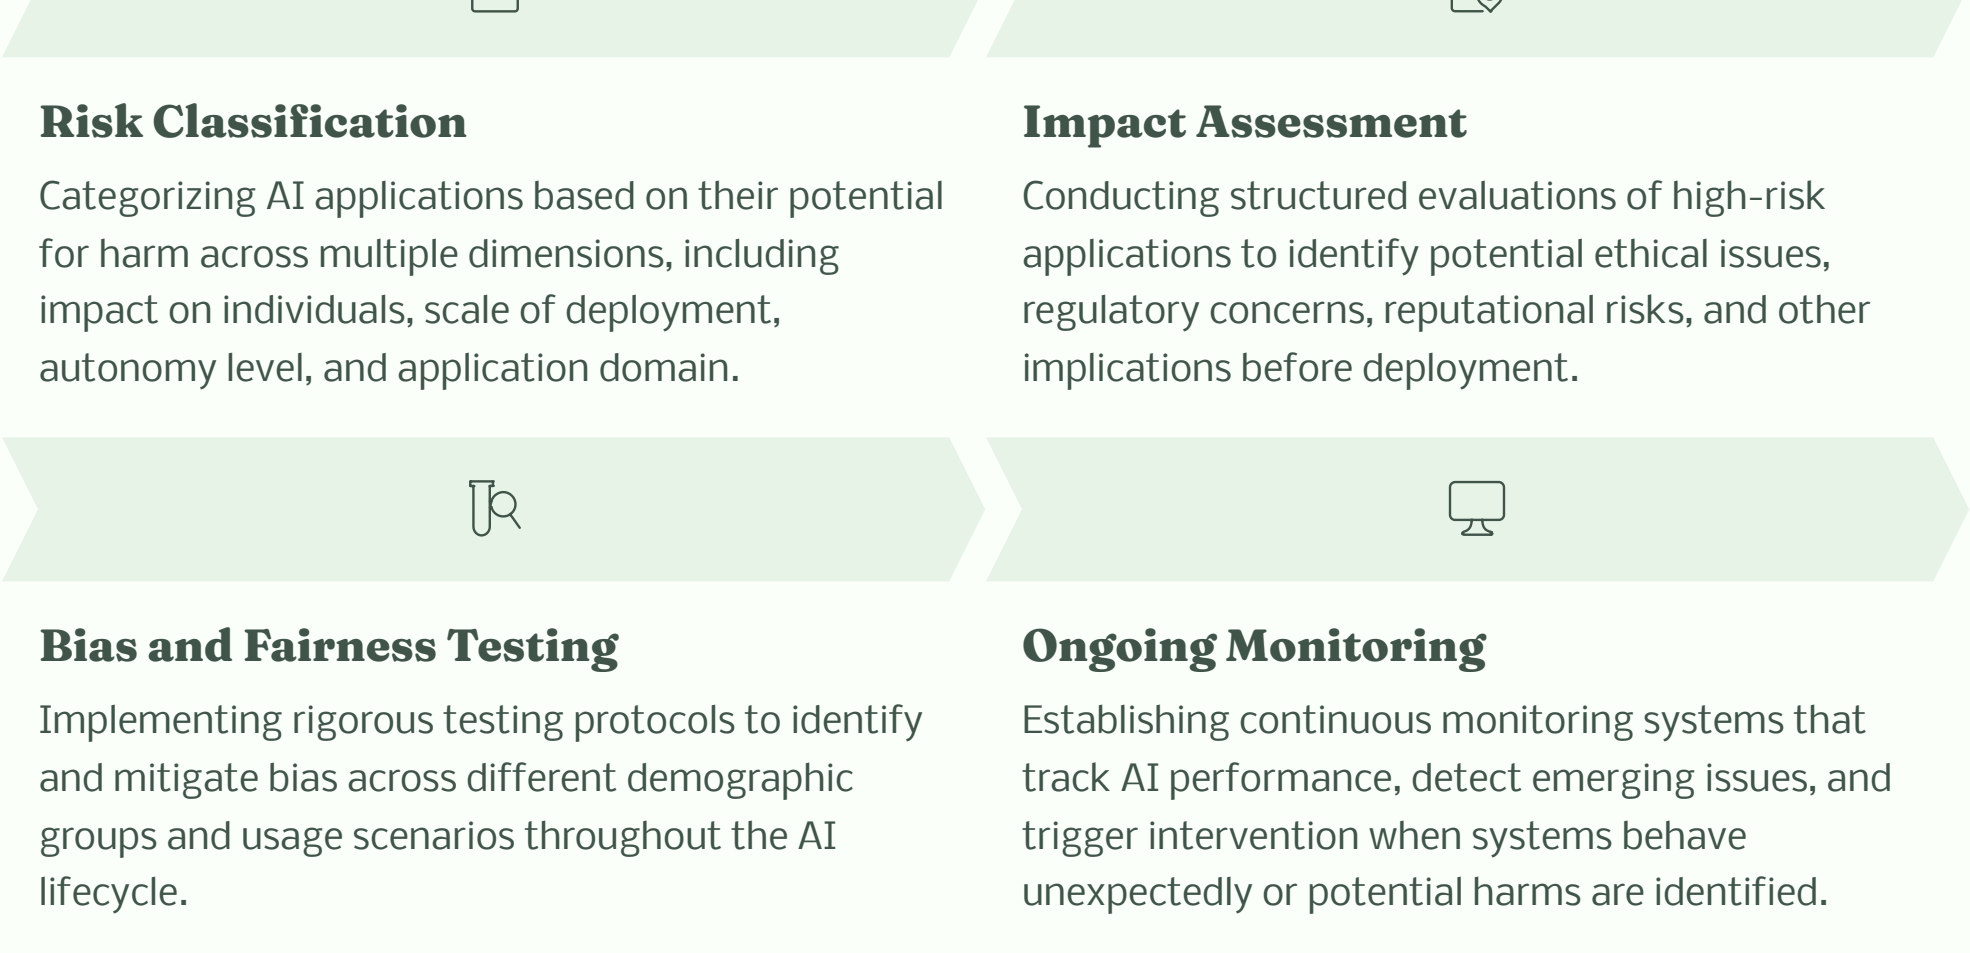 Risk Classification
Categorizing AI applications based on their potential
for harm across multiple dimensions, including
impact on individuals, scale of deployment,
autonomy level, and application domain.
Impact Assessment
Conducting structured evaluations of high-risk
applications to identify potential ethical issues,
regulatory concerns, reputational risks, and other
implications before deployment.
Bias and Fairness Testing
Implementing rigorous testing protocols to identify
and mitigate bias across different demographic
groups and usage scenarios throughout the AI
lifecycle.
Ongoing Monitoring
Establishing continuous monitoring systems that
track AI performance, detect emerging issues, and
trigger intervention when systems behave
unexpectedly or potential harms are identified.